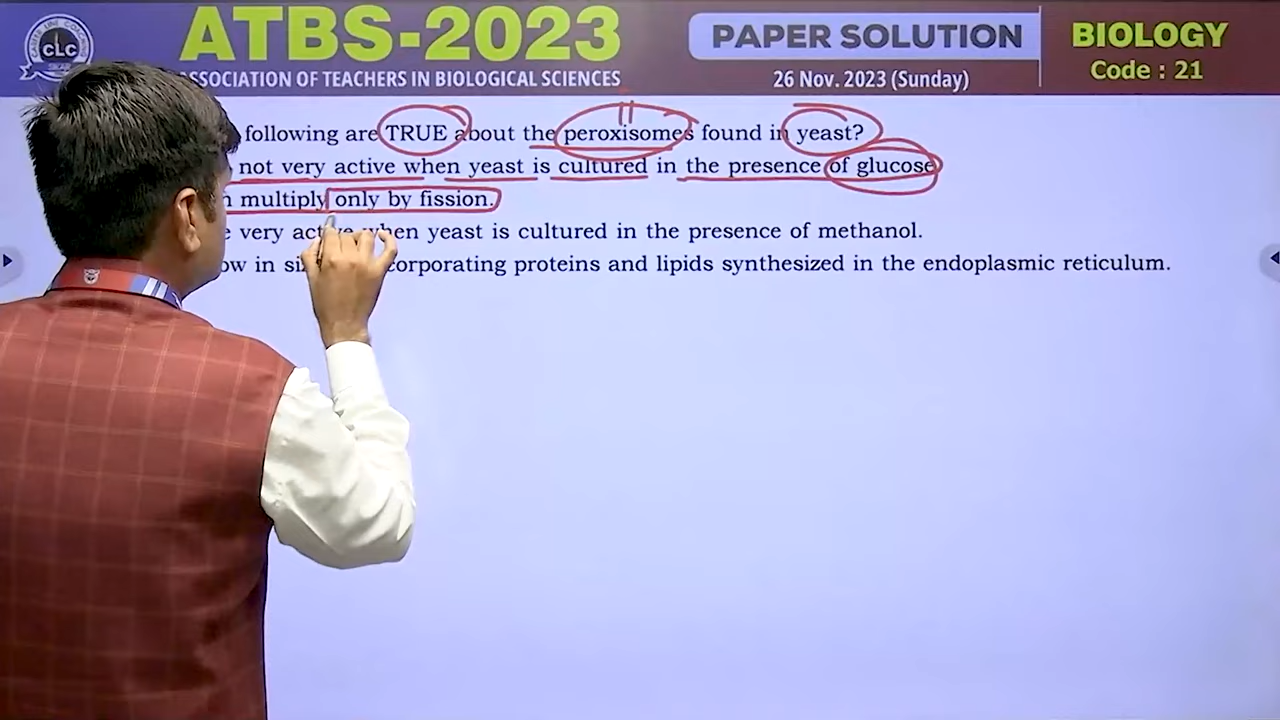 ATBS-2023
PAPER SOLUTION
BIOLOGY
CLC
SIKAR
ASSOCIATION OF TEACHERS IN BIOLOGICAL SCIENCES
26 Nov. 2023 (Sunday)
Code : 21
following are TRUE about the peroxisomes found in yeast?
not very active when yeast is cultured in the presence of glucose
multiply only by fission.
very active when yeast is cultured in the presence of methanol.
proteins and lipids synthesized in the endoplasmic reticulum.